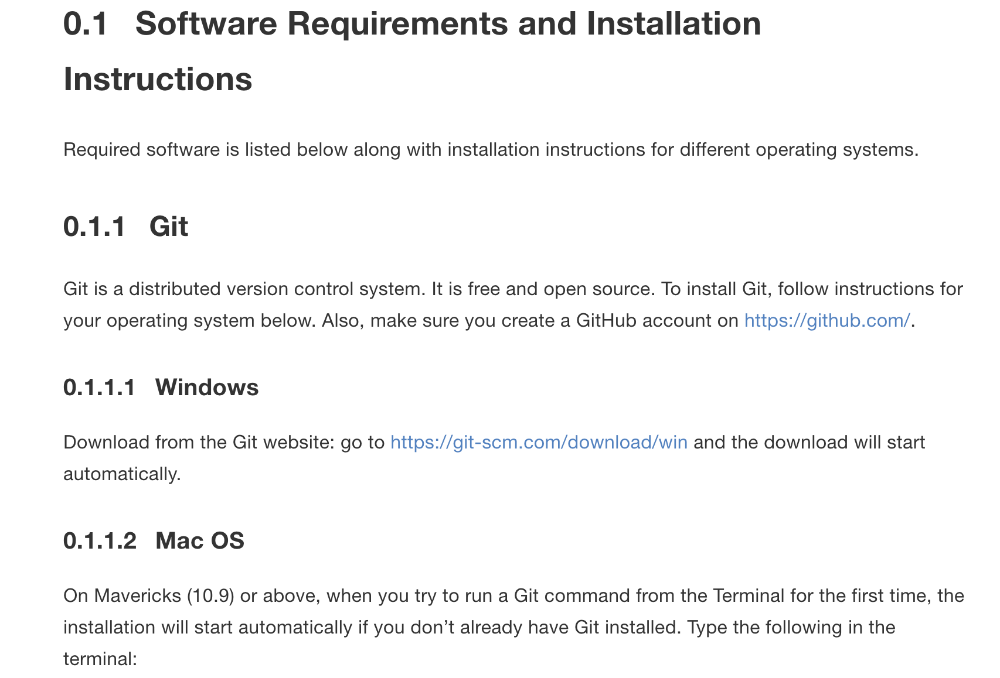 0.1 Software Requirements and Installation
Instructions
Required software is listed below along with installation instructions for different operating systems.
0.1.1 Git
Git is a distributed version control system. It is free and open source. To install Git, follow instructions for
your operating system below. Also, make sure you create a GitHub account on https://github.com/.
0.1.1.1 Windows
Download from the Git website: go to https://git-scm.com/download/win and the download will start
automatically.
0.1.1.2 Mac OS
On Mavericks (10.9) or above, when you try to run a Git command from the Terminal for the first time, the
installation will start automatically if you don’t already have Git installed. Type the following in the
terminal: